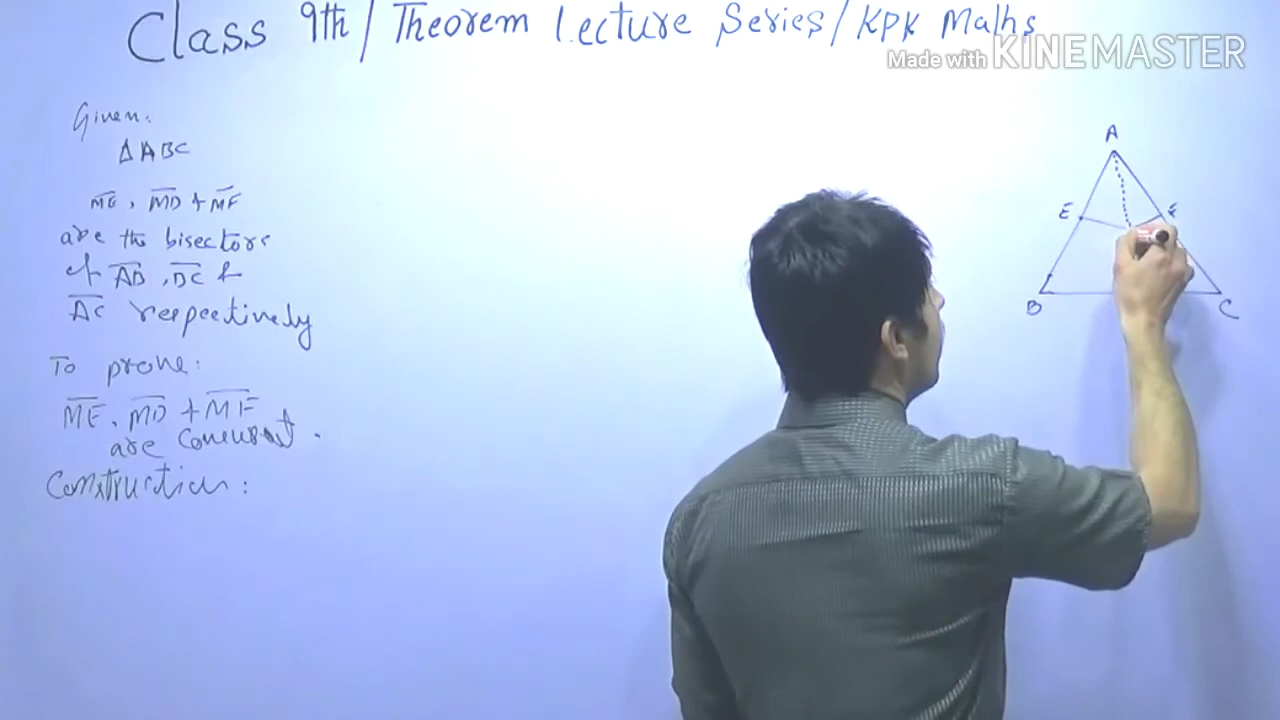 Class 9th / Theorem Lecture Series / KPK Maths
Made with KINEMASTER
Given:
△ABC
ME, MD + MF
are the bisectors
of AB, BC &
AC respectively
To prove:
ME, MD + MF
are concurrent.
Construction:
A
E F
B C